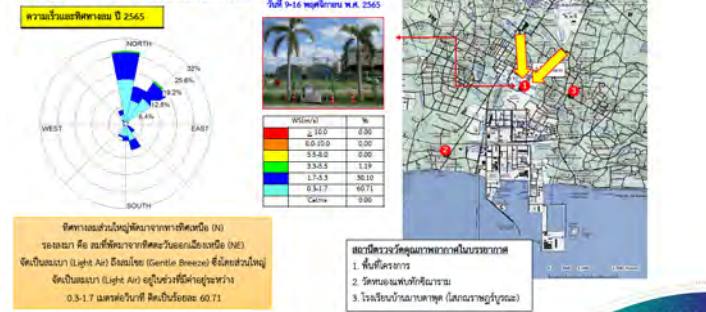 ความเร็วและทิศทางลม ปี 2565
วันที่ 9-16 พฤศจิกายน พ.ศ. 2565
NORTH
32%
25.6%
19.2%
12.8%
6.4%
WEST
EAST
SOUTH
WS(m/s) %
≥ 10.0 0.00
8.0-10.0 0.00
5.5-8.0 0.00
3.3-5.5 1.19
1.7-3.3 38.10
0.3-1.7 60.71
Calms 0.00
1
2
3
ทิศทางลมส่วนใหญ่พัดมาจากทางทิศเหนือ (N)
รองลงมา คือ ลมที่พัดมาจากทิศตะวันออกเฉียงเหนือ (NE)
จัดเป็นลมเบา (Light Air) ถึงลมโชย (Gentle Breeze) ซึ่งโดยส่วนใหญ่
จัดเป็นลมเบา (Light Air) อยู่ในช่วงที่มีค่าอยู่ระหว่าง
0.3-1.7 เมตรต่อวินาที คิดเป็นร้อยละ 60.71
สถานีตรวจวัดคุณภาพอากาศในบรรยากาศ
1. พื้นที่โครงการ
2. วัดหนองแฟบทักษิณาราม
3. โรงเรียนบ้านมาบตาพุด (โสภณราษฎร์บูรณะ)